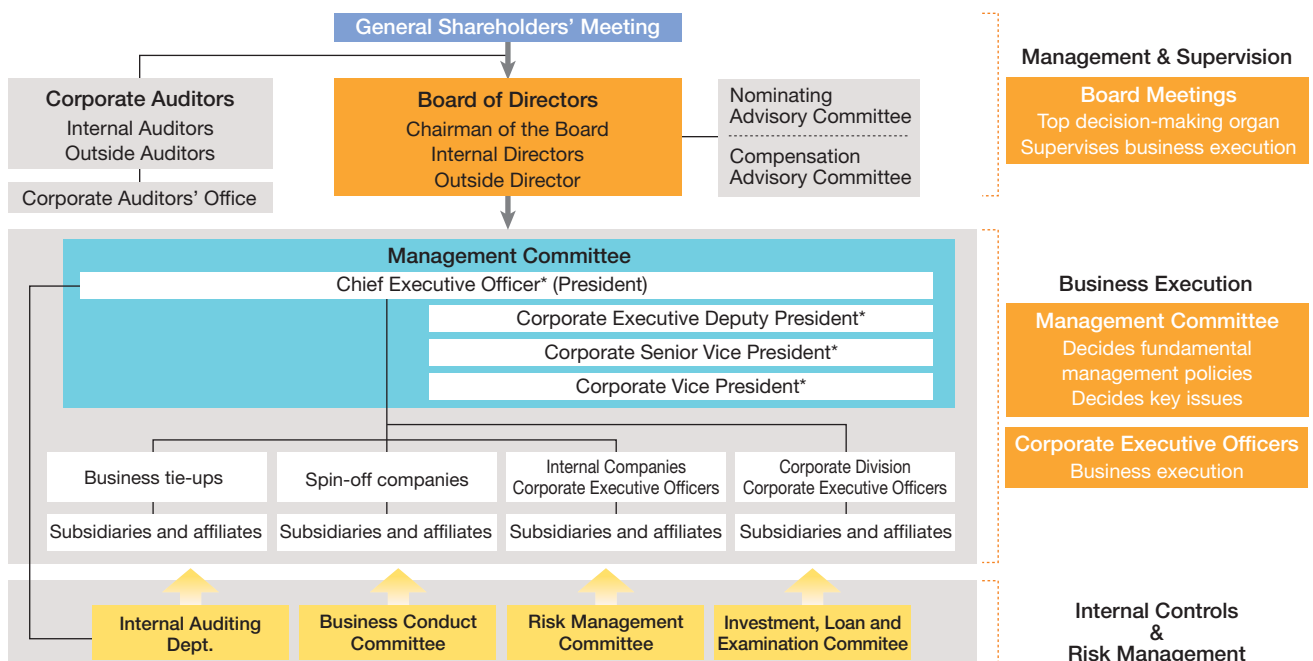 General Shareholders' Meeting
Corporate Auditors
Internal Auditors
Outside Auditors
Corporate Auditors' Office
Board of Directors
Chairman of the Board
Internal Directors
Outside Director
Nominating
Advisory Committee
Compensation
Advisory Committee
Management & Supervision
Board Meetings
Top decision-making organ
Supervises business execution
Management Committee
Chief Executive Officer* (President)
Corporate Executive Deputy President*
Corporate Senior Vice President*
Corporate Vice President*
Business Execution
Management Committee
Decides fundamental
management policies
Decides key issues
Corporate Executive Officers
Business execution
Business tie-ups
Subsidiaries and affiliates
Spin-off companies
Subsidiaries and affiliates
Internal Companies
Corporate Executive Officers
Subsidiaries and affiliates
Corporate Division
Corporate Executive Officers
Subsidiaries and affiliates
Internal Auditing
Dept.
Business Conduct
Committee
Risk Management
Committee
Investment, Loan and
Examination Commitee
Internal Controls
&
Risk Management